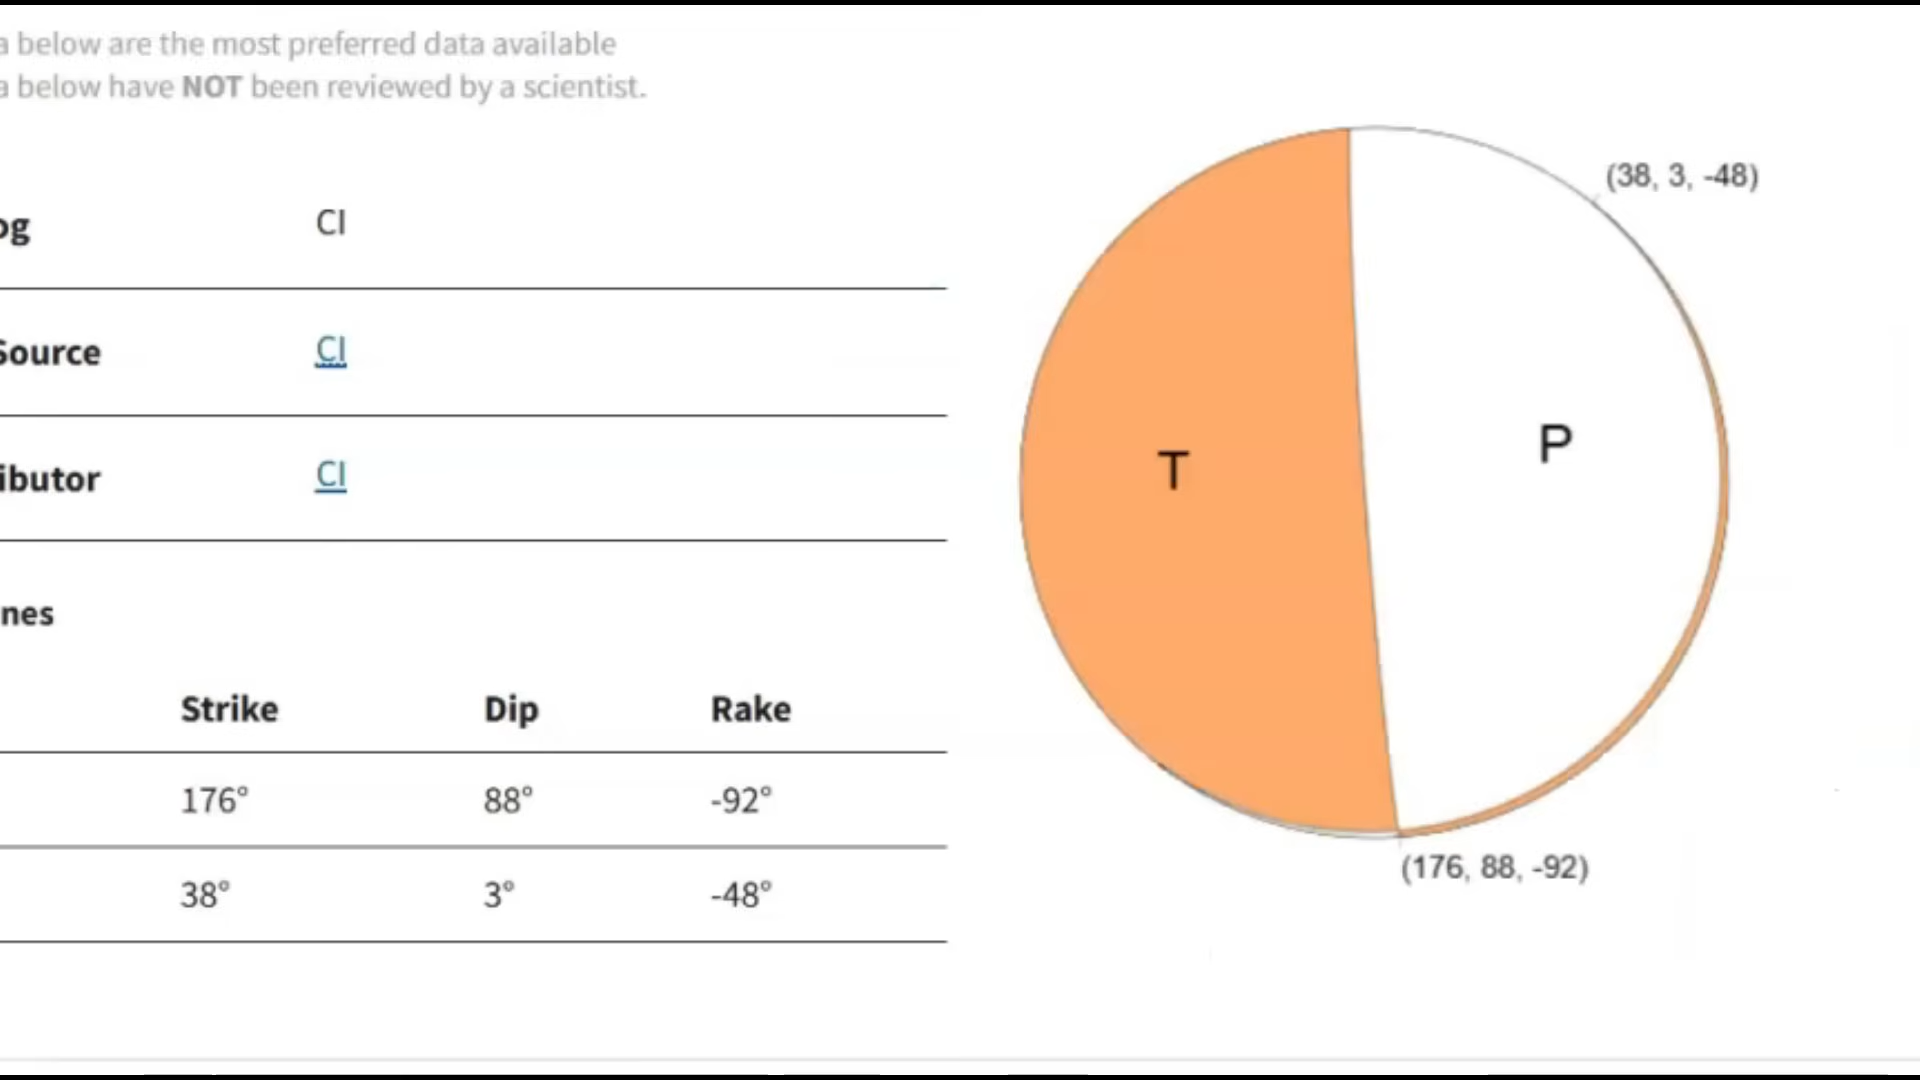 a below are the most preferred data available
a below have NOT been reviewed by a scientist.
og CI
Source CI
ibutor CI
nes
Strike Dip Rake
176° 88° -92°
38° 3° -48°
(38, 3, -48)
T
P
(176, 88, -92)